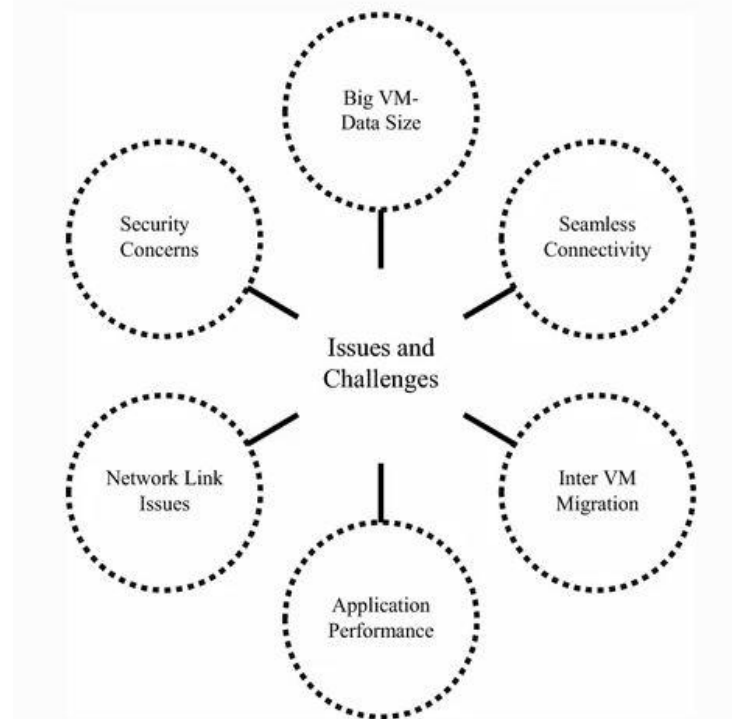 Big VM-
Data Size
Security
Concerns
Seamless
Connectivity
Issues and
Challenges
Network Link
Issues
Inter VM
Migration
Application
Performance